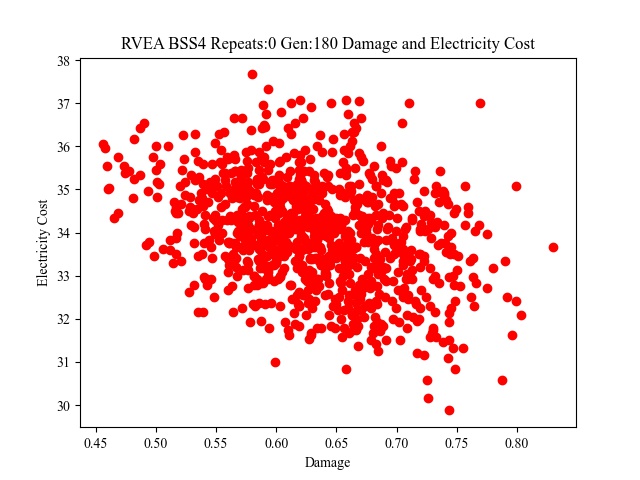 RVEA BSS4 Repeats:0 Gen:180 Damage and Electricity Cost
38
37
36
35
34
33
32
31
30
Electricity Cost
0.45 0.50 0.55 0.60 0.65 0.70 0.75 0.80
Damage